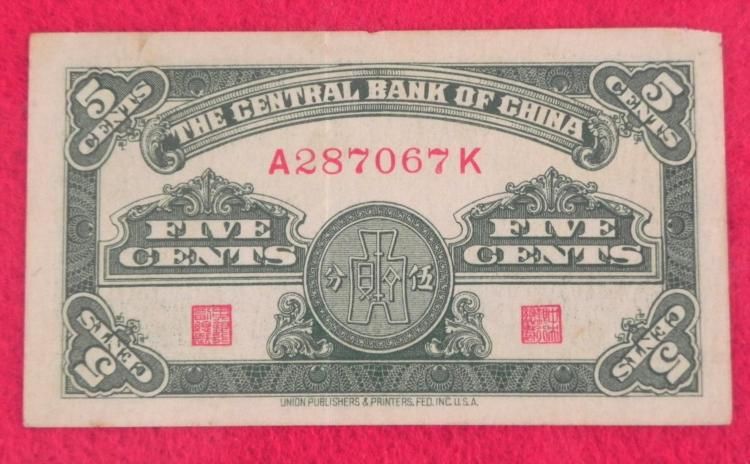 5 CENTS
THE CENTRAL BANK OF CHINA
5 CENTS
A287067K
FIVE CENTS
FIVE CENTS
分 伍
5 CENTS
5 CENTS
UNION PUBLISHERS & PRINTERS, FED. INC. U.S.A.